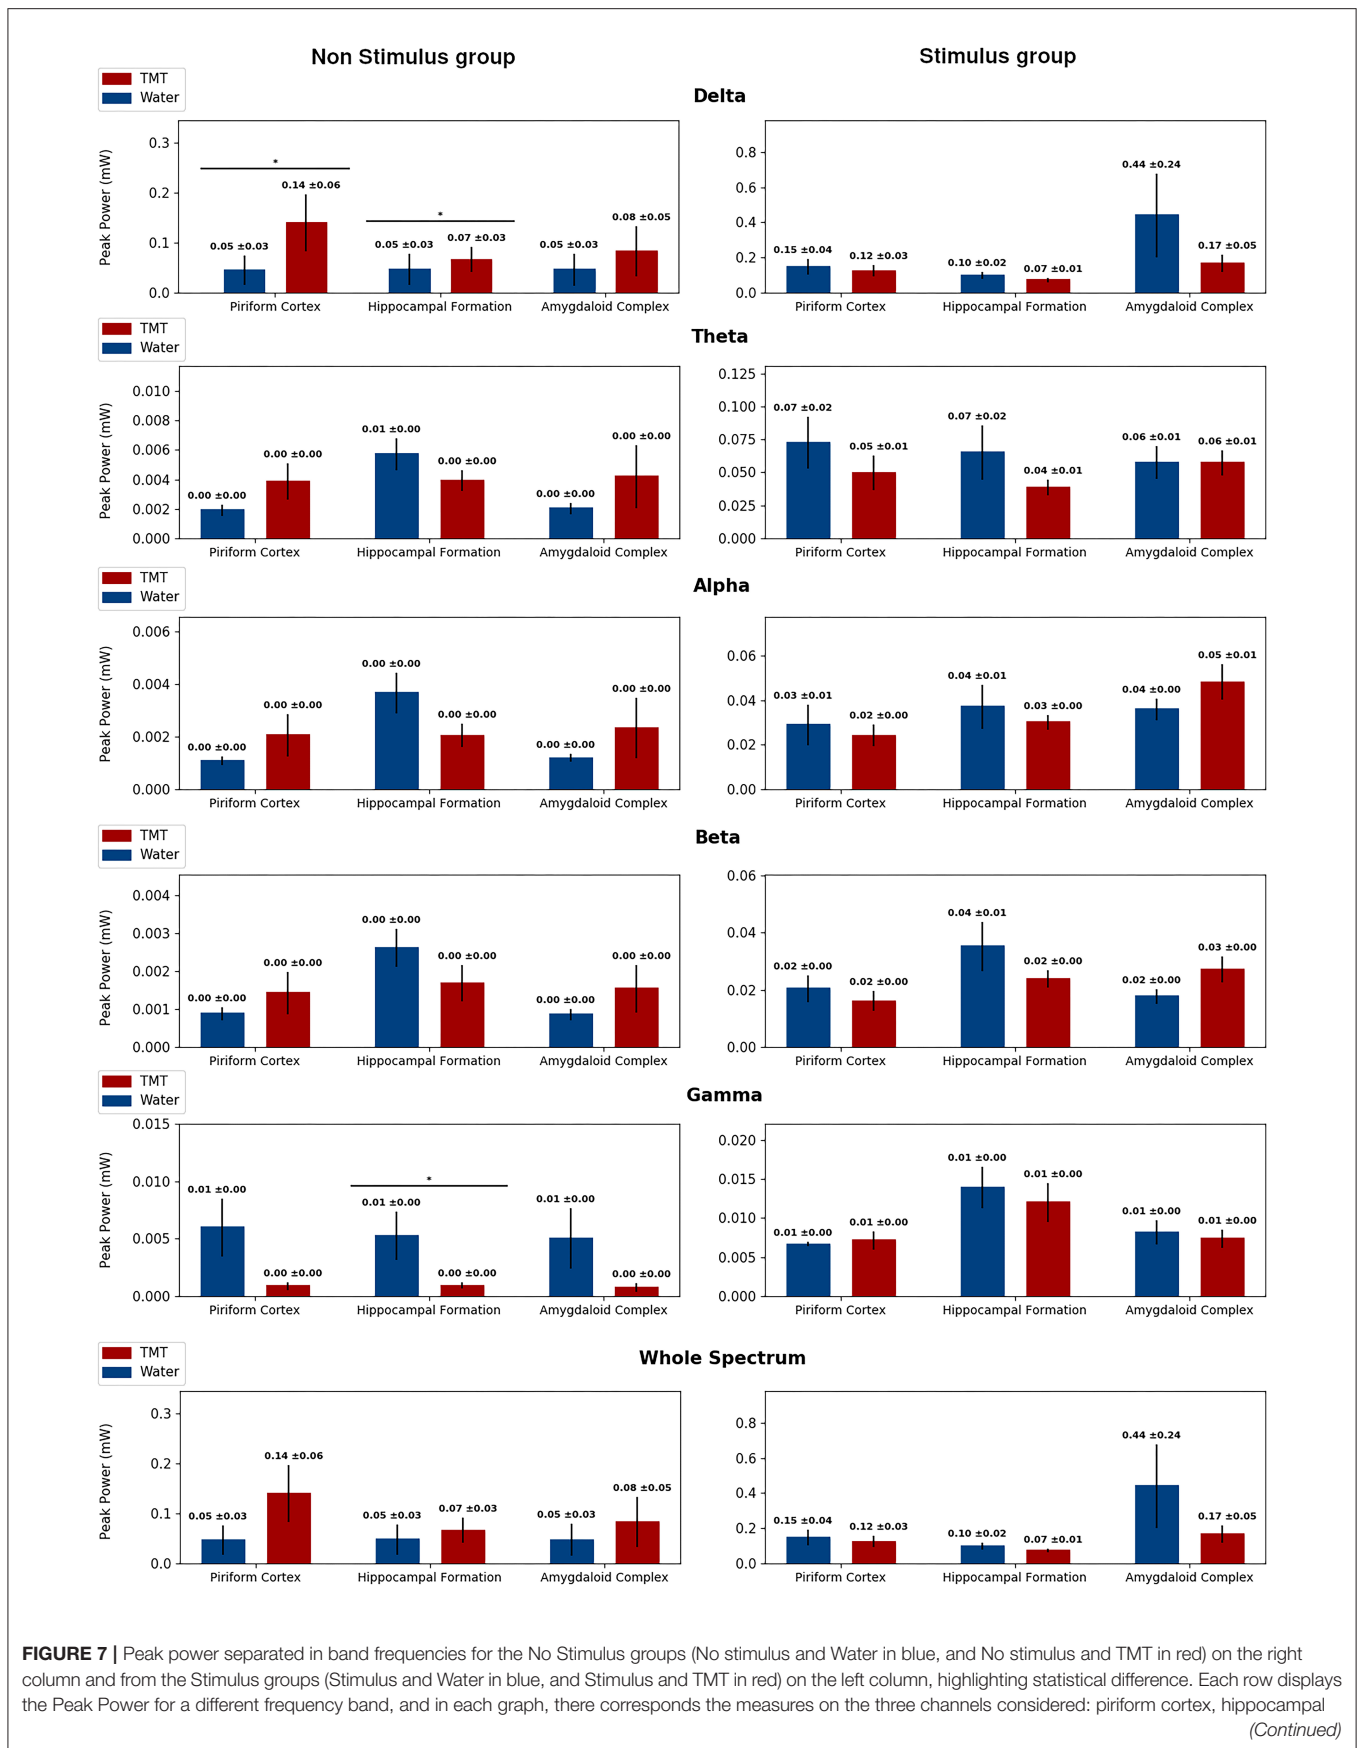 Non Stimulus group
Stimulus group
TMT
Water
Delta
Peak Power (mW)
0.3
0.2
0.1
0.0
*
*
0.05 ±0.03
0.14 ±0.06
0.05 ±0.03
0.07 ±0.03
0.05 ±0.03
0.08 ±0.05
Piriform Cortex
Hippocampal Formation
Amygdaloid Complex
0.8
0.6
0.4
0.2
0.0
0.15 ±0.04
0.12 ±0.03
0.10 ±0.02
0.07 ±0.01
0.44 ±0.24
0.17 ±0.05
Piriform Cortex
Hippocampal Formation
Amygdaloid Complex
TMT
Water
Theta
Peak Power (mW)
0.010
0.008
0.006
0.004
0.002
0.000
0.00 ±0.00
0.00 ±0.00
0.01 ±0.00
0.00 ±0.00
0.00 ±0.00
0.00 ±0.00
Piriform Cortex
Hippocampal Formation
Amygdaloid Complex
0.125
0.100
0.075
0.050
0.025
0.000
0.07 ±0.02
0.05 ±0.01
0.07 ±0.02
0.04 ±0.01
0.06 ±0.01
0.06 ±0.01
Piriform Cortex
Hippocampal Formation
Amygdaloid Complex
TMT
Water
Alpha
Peak Power (mW)
0.006
0.004
0.002
0.000
0.00 ±0.00
0.00 ±0.00
0.00 ±0.00
0.00 ±0.00
0.00 ±0.00
0.00 ±0.00
Piriform Cortex
Hippocampal Formation
Amygdaloid Complex
0.06
0.04
0.02
0.00
0.03 ±0.01
0.02 ±0.00
0.04 ±0.01
0.03 ±0.00
0.04 ±0.00
0.05 ±0.01
Piriform Cortex
Hippocampal Formation
Amygdaloid Complex
TMT
Water
Beta
Peak Power (mW)
0.004
0.003
0.002
0.001
0.000
0.00 ±0.00
0.00 ±0.00
0.00 ±0.00
0.00 ±0.00
0.00 ±0.00
0.00 ±0.00
Piriform Cortex
Hippocampal Formation
Amygdaloid Complex
0.06
0.04
0.02
0.00
0.02 ±0.00
0.02 ±0.00
0.04 ±0.01
0.02 ±0.00
0.02 ±0.00
0.03 ±0.00
Piriform Cortex
Hippocampal Formation
Amygdaloid Complex
TMT
Water
Gamma
Peak Power (mW)
0.015
0.010
0.005
0.000
*
0.01 ±0.00
0.00 ±0.00
0.01 ±0.00
0.00 ±0.00
0.01 ±0.00
0.00 ±0.00
Piriform Cortex
Hippocampal Formation
Amygdaloid Complex
0.020
0.015
0.010
0.005
0.000
0.01 ±0.00
0.01 ±0.00
0.01 ±0.00
0.01 ±0.00
0.01 ±0.00
0.01 ±0.00
Piriform Cortex
Hippocampal Formation
Amygdaloid Complex
TMT
Water
Whole Spectrum
Peak Power (mW)
0.3
0.2
0.1
0.0
0.05 ±0.03
0.14 ±0.06
0.05 ±0.03
0.07 ±0.03
0.05 ±0.03
0.08 ±0.05
Piriform Cortex
Hippocampal Formation
Amygdaloid Complex
0.8
0.6
0.4
0.2
0.0
0.15 ±0.04
0.12 ±0.03
0.10 ±0.02
0.07 ±0.01
0.44 ±0.24
0.17 ±0.05
Piriform Cortex
Hippocampal Formation
Amygdaloid Complex
FIGURE 7 | Peak power separated in band frequencies for the No Stimulus groups (No stimulus and Water in blue, and No stimulus and TMT in red) on the right
column and from the Stimulus groups (Stimulus and Water in blue, and Stimulus and TMT in red) on the left column, highlighting statistical difference. Each row displays
the Peak Power for a different frequency band, and in each graph, there corresponds the measures on the three channels considered: piriform cortex, hippocampal
(Continued)